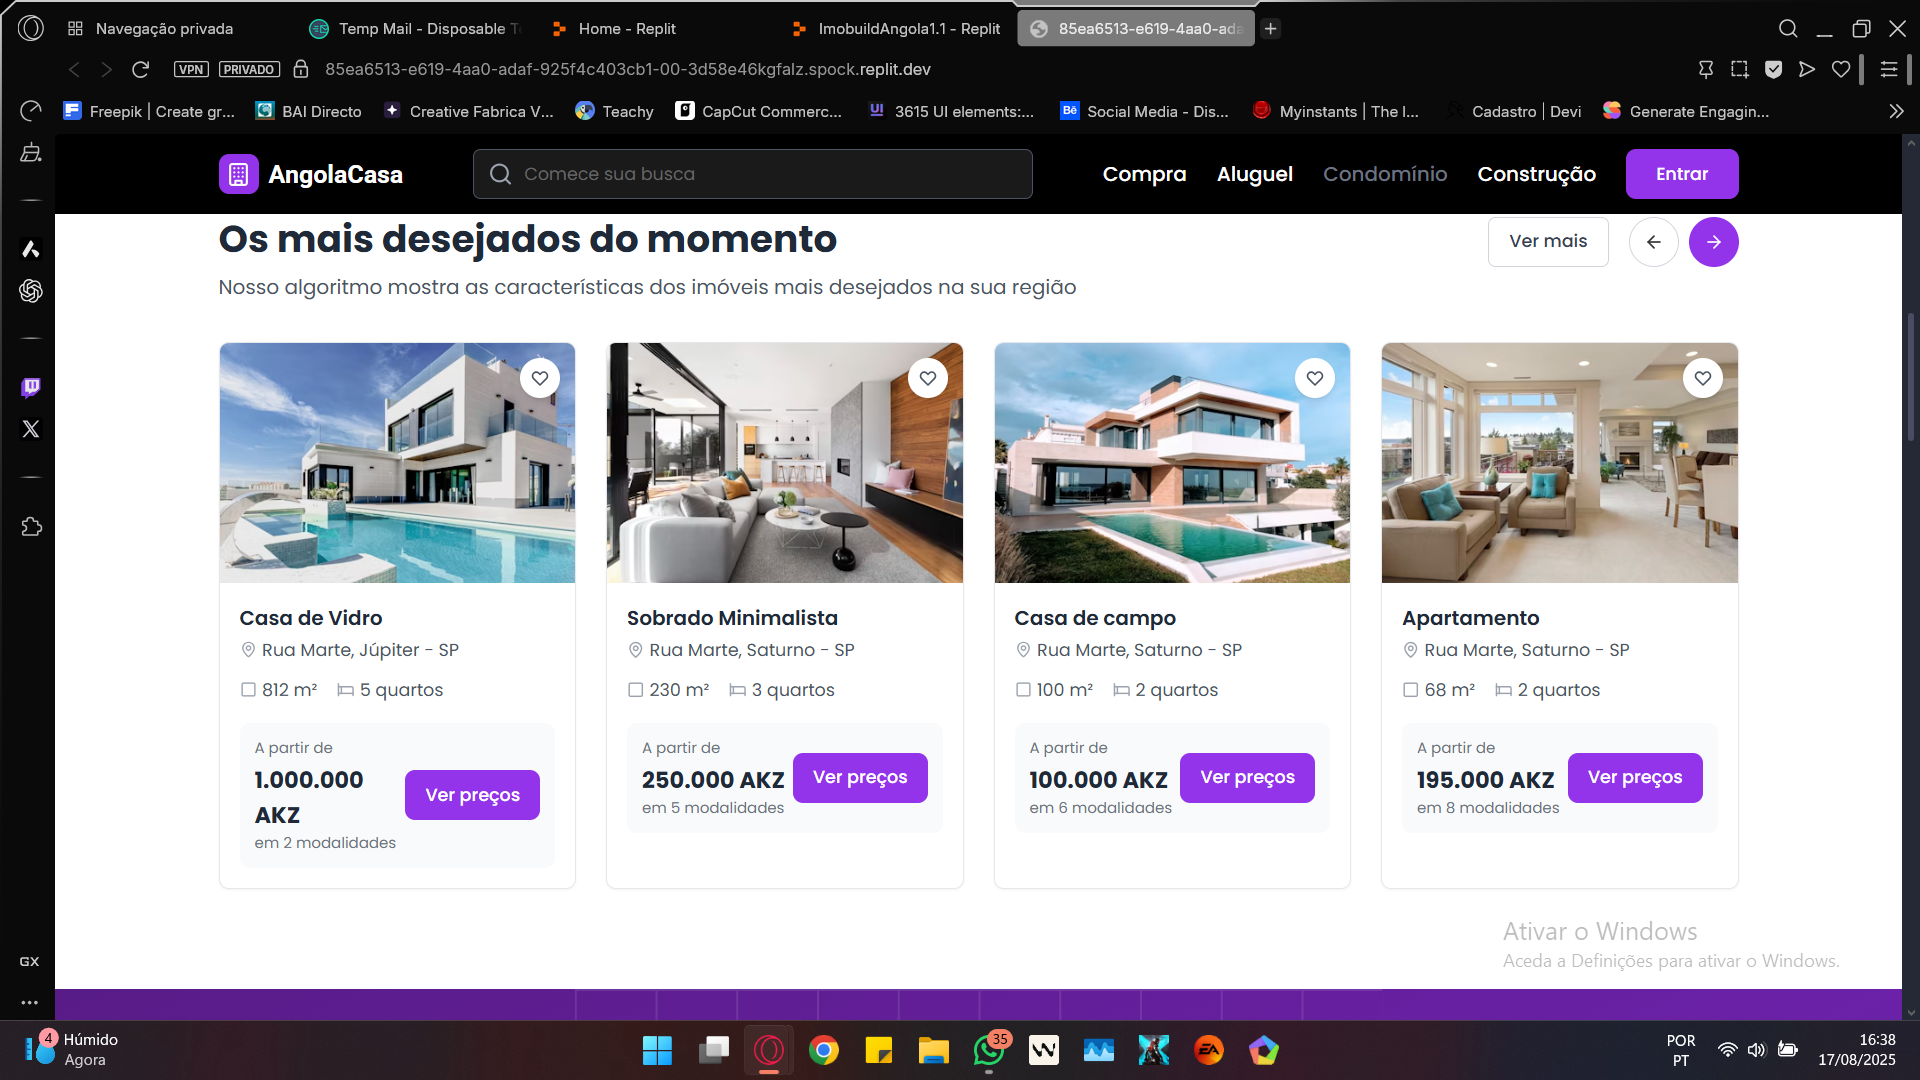 Navegação privada
Temp Mail - Disposable
Home - Replit
ImobuildAngola1.1 - Replit
85ea6513-e619-4aa0-ada
VPN
PRIVADO
85ea6513-e619-4aa0-adaf-925f4c403cb1-00-3d58e46kgfalz.spock.replit.dev
Freepik | Create gr...
BAI Directo
Creative Fabrica V...
Teachy
CapCut Commerc...
UI
3615 UI elements:...
Bē
Social Media - Dis...
Myinstants | The I...
Cadastro | Devi
Generate Engagin...
AngolaCasa
Comece sua busca
Compra
Aluguel
Condomínio
Construção
Entrar
Os mais desejados do momento
Ver mais
Nosso algoritmo mostra as características dos imóveis mais desejados na sua região
Casa de Vidro
Rua Marte, Júpiter - SP
812 m²
5 quartos
A partir de
1.000.000
AKZ
em 2 modalidades
Ver preços
Sobrado Minimalista
Rua Marte, Saturno - SP
230 m²
3 quartos
A partir de
250.000 AKZ
em 5 modalidades
Ver preços
Casa de campo
Rua Marte, Saturno - SP
100 m²
2 quartos
A partir de
100.000 AKZ
em 6 modalidades
Ver preços
Apartamento
Rua Marte, Saturno - SP
68 m²
2 quartos
A partir de
195.000 AKZ
em 8 modalidades
Ver preços
Ativar o Windows
Aceda a Definições para ativar o Windows.
GX
4
Húmido
Agora
35
EA
POR
PT
16:38
17/08/2025